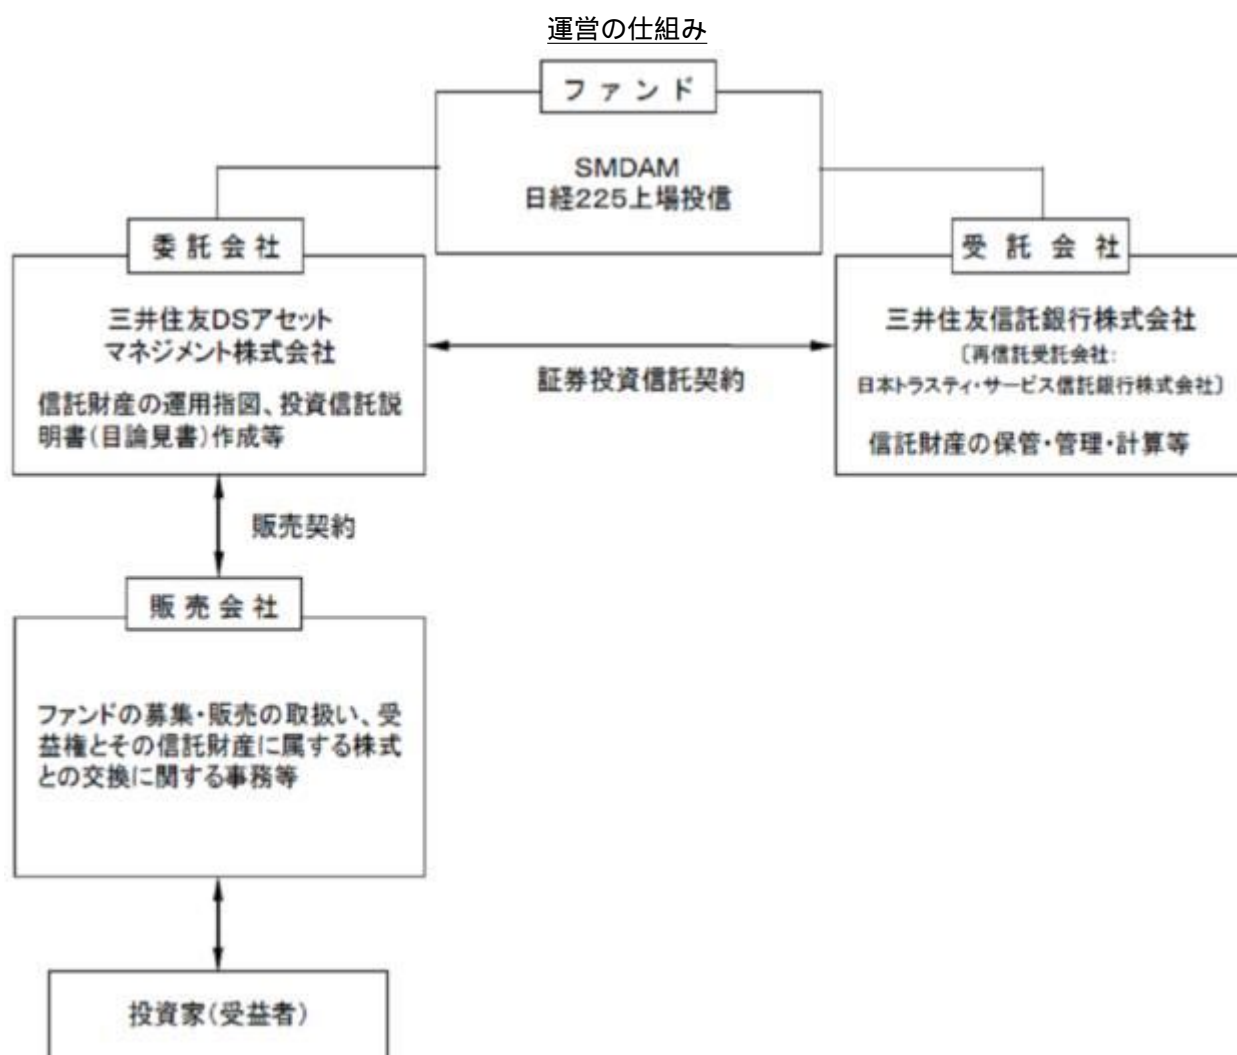 運営の仕組み
ファンド
SMDAM
日経225上場投信
委託会社
三井住友DSアセット
マネジメント株式会社
信託財産の運用指図、投資信託説
明書(目論見書)作成等
証券投資信託契約
受託会社
三井住友信託銀行株式会社
〔再信託受託会社:
日本トラスティ・サービス信託銀行株式会社〕
信託財産の保管・管理・計算等
販売契約
販売会社
ファンドの募集・販売の取扱い、受
益権とその信託財産に属する株式
との交換に関する事務等
投資家(受益者)